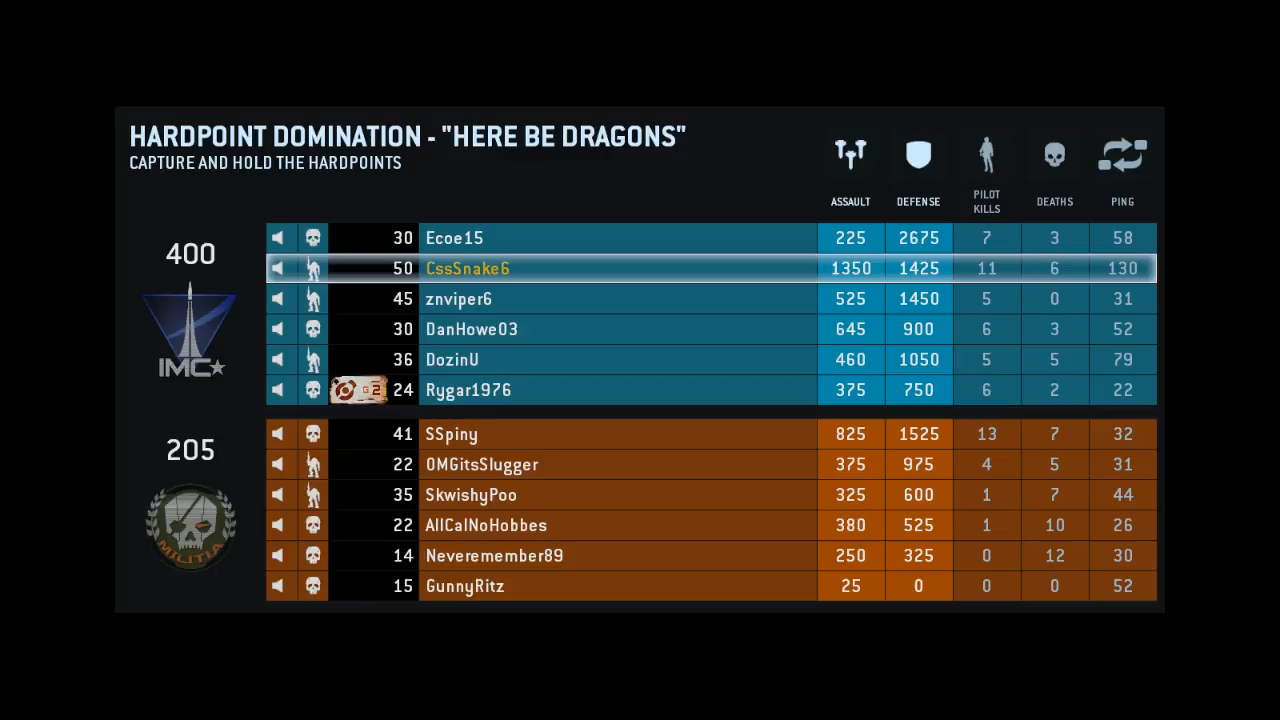 HARDPOINT DOMINATION - "HERE BE DRAGONS"
CAPTURE AND HOLD THE HARDPOINTS
ASSAULT DEFENSE PILOT KILLS DEATHS PING
400
IMC
30 Ecoe15 225 2675 7 3 58
50 CssSnake6 1350 1425 11 6 130
45 znviper6 525 1450 5 0 31
30 DanHowe03 645 900 6 3 52
36 DozinU 460 1050 5 5 79
G2 24 Rygar1976 375 750 6 2 22
205
MILITIA
41 SSpiny 825 1525 13 7 32
22 OMGitsSlugger 375 975 4 5 31
35 SkwishyPoo 325 600 1 7 44
22 AllCalNoHobbes 380 525 1 10 26
14 Neveremember89 250 325 0 12 30
15 GunnyRitz 25 0 0 0 52